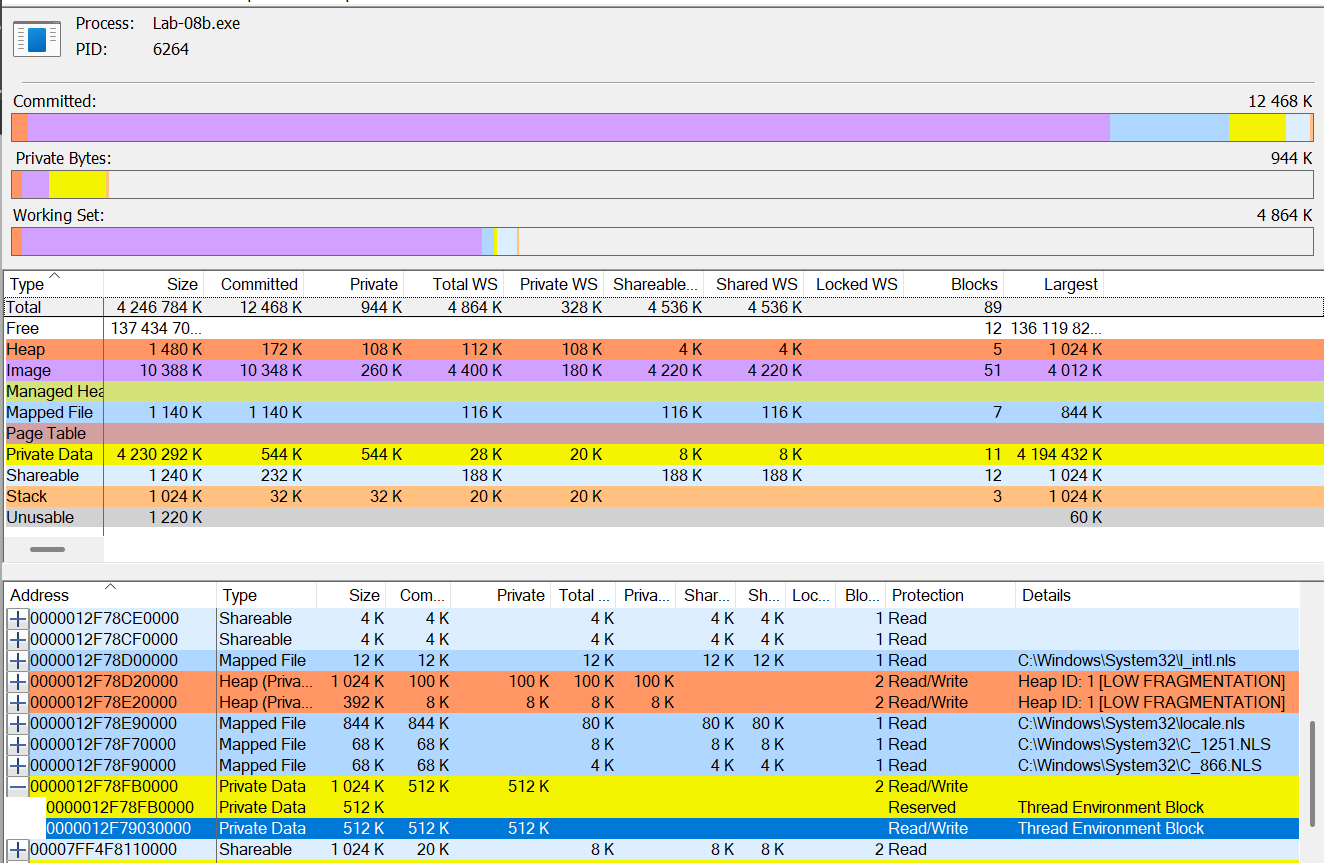 Process: Lab-08b.exe
PID: 6264
Committed: 12 468 K
Private Bytes: 944 K
Working Set: 4 864 K
Type Size Committed Private Total WS Private WS Shareable... Shared WS Locked WS Blocks Largest
Total 4 246 784 K 12 468 K 944 K 4 864 K 328 K 4 536 K 4 536 K 89
Free 137 434 70... 12 136 119 82...
Heap 1 480 K 172 K 108 K 112 K 108 K 4 K 4 K 5 1 024 K
Image 10 388 K 10 348 K 260 K 4 400 K 180 K 4 220 K 4 220 K 51 4 012 K
Managed Hea
Mapped File 1 140 K 1 140 K 116 K 116 K 116 K 7 844 K
Page Table
Private Data 4 230 292 K 544 K 544 K 28 K 20 K 8 K 8 K 11 4 194 432 K
Shareable 1 240 K 232 K 188 K 188 K 188 K 12 1 024 K
Stack 1 024 K 32 K 32 K 20 K 20 K 3 1 024 K
Unusable 1 220 K 60 K
Address Type Size Com... Private Total ... Priva... Shar... Sh... Loc... Blo... Protection Details
0000012F78CE0000 Shareable 4 K 4 K 4 K 4 K 4 K 1 Read
0000012F78CF0000 Shareable 4 K 4 K 4 K 4 K 4 K 1 Read
0000012F78D00000 Mapped File 12 K 12 K 12 K 12 K 12 K 1 Read C:\Windows\System32\l_intl.nls
0000012F78D20000 Heap (Priva... 1 024 K 100 K 100 K 100 K 100 K 2 Read/Write Heap ID: 1 [LOW FRAGMENTATION]
0000012F78E20000 Heap (Priva... 392 K 8 K 8 K 8 K 8 K 2 Read/Write Heap ID: 1 [LOW FRAGMENTATION]
0000012F78E90000 Mapped File 844 K 844 K 80 K 80 K 80 K 1 Read C:\Windows\System32\locale.nls
0000012F78F70000 Mapped File 68 K 68 K 8 K 8 K 8 K 1 Read C:\Windows\System32\C_1251.NLS
0000012F78F90000 Mapped File 68 K 68 K 4 K 4 K 4 K 1 Read C:\Windows\System32\C_866.NLS
0000012F78FB0000 Private Data 1 024 K 512 K 512 K 2 Read/Write
0000012F78FB0000 Private Data 512 K Reserved Thread Environment Block
0000012F79030000 Private Data 512 K 512 K 512 K Read/Write Thread Environment Block
00007FF4F8110000 Shareable 1 024 K 20 K 8 K 8 K 8 K 2 Read